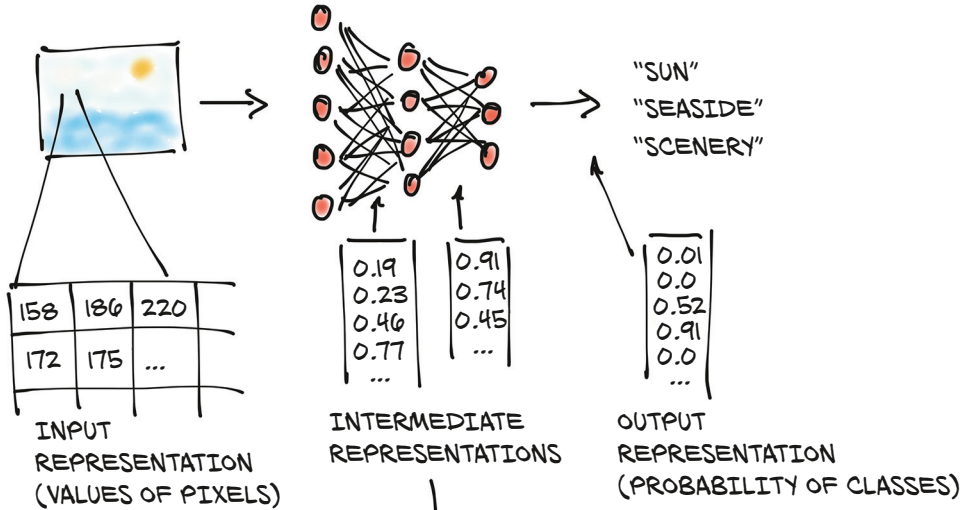 "SUN"
"SEASIDE"
"SCENERY"
158 186 220
172 175 ...
0.19
0.23
0.46
0.77
...
0.91
0.74
0.45
...
0.01
0.0
0.52
0.91
0.0
...
INPUT
REPRESENTATION
(VALUES OF PIXELS)
INTERMEDIATE
REPRESENTATIONS
OUTPUT
REPRESENTATION
(PROBABILITY OF CLASSES)